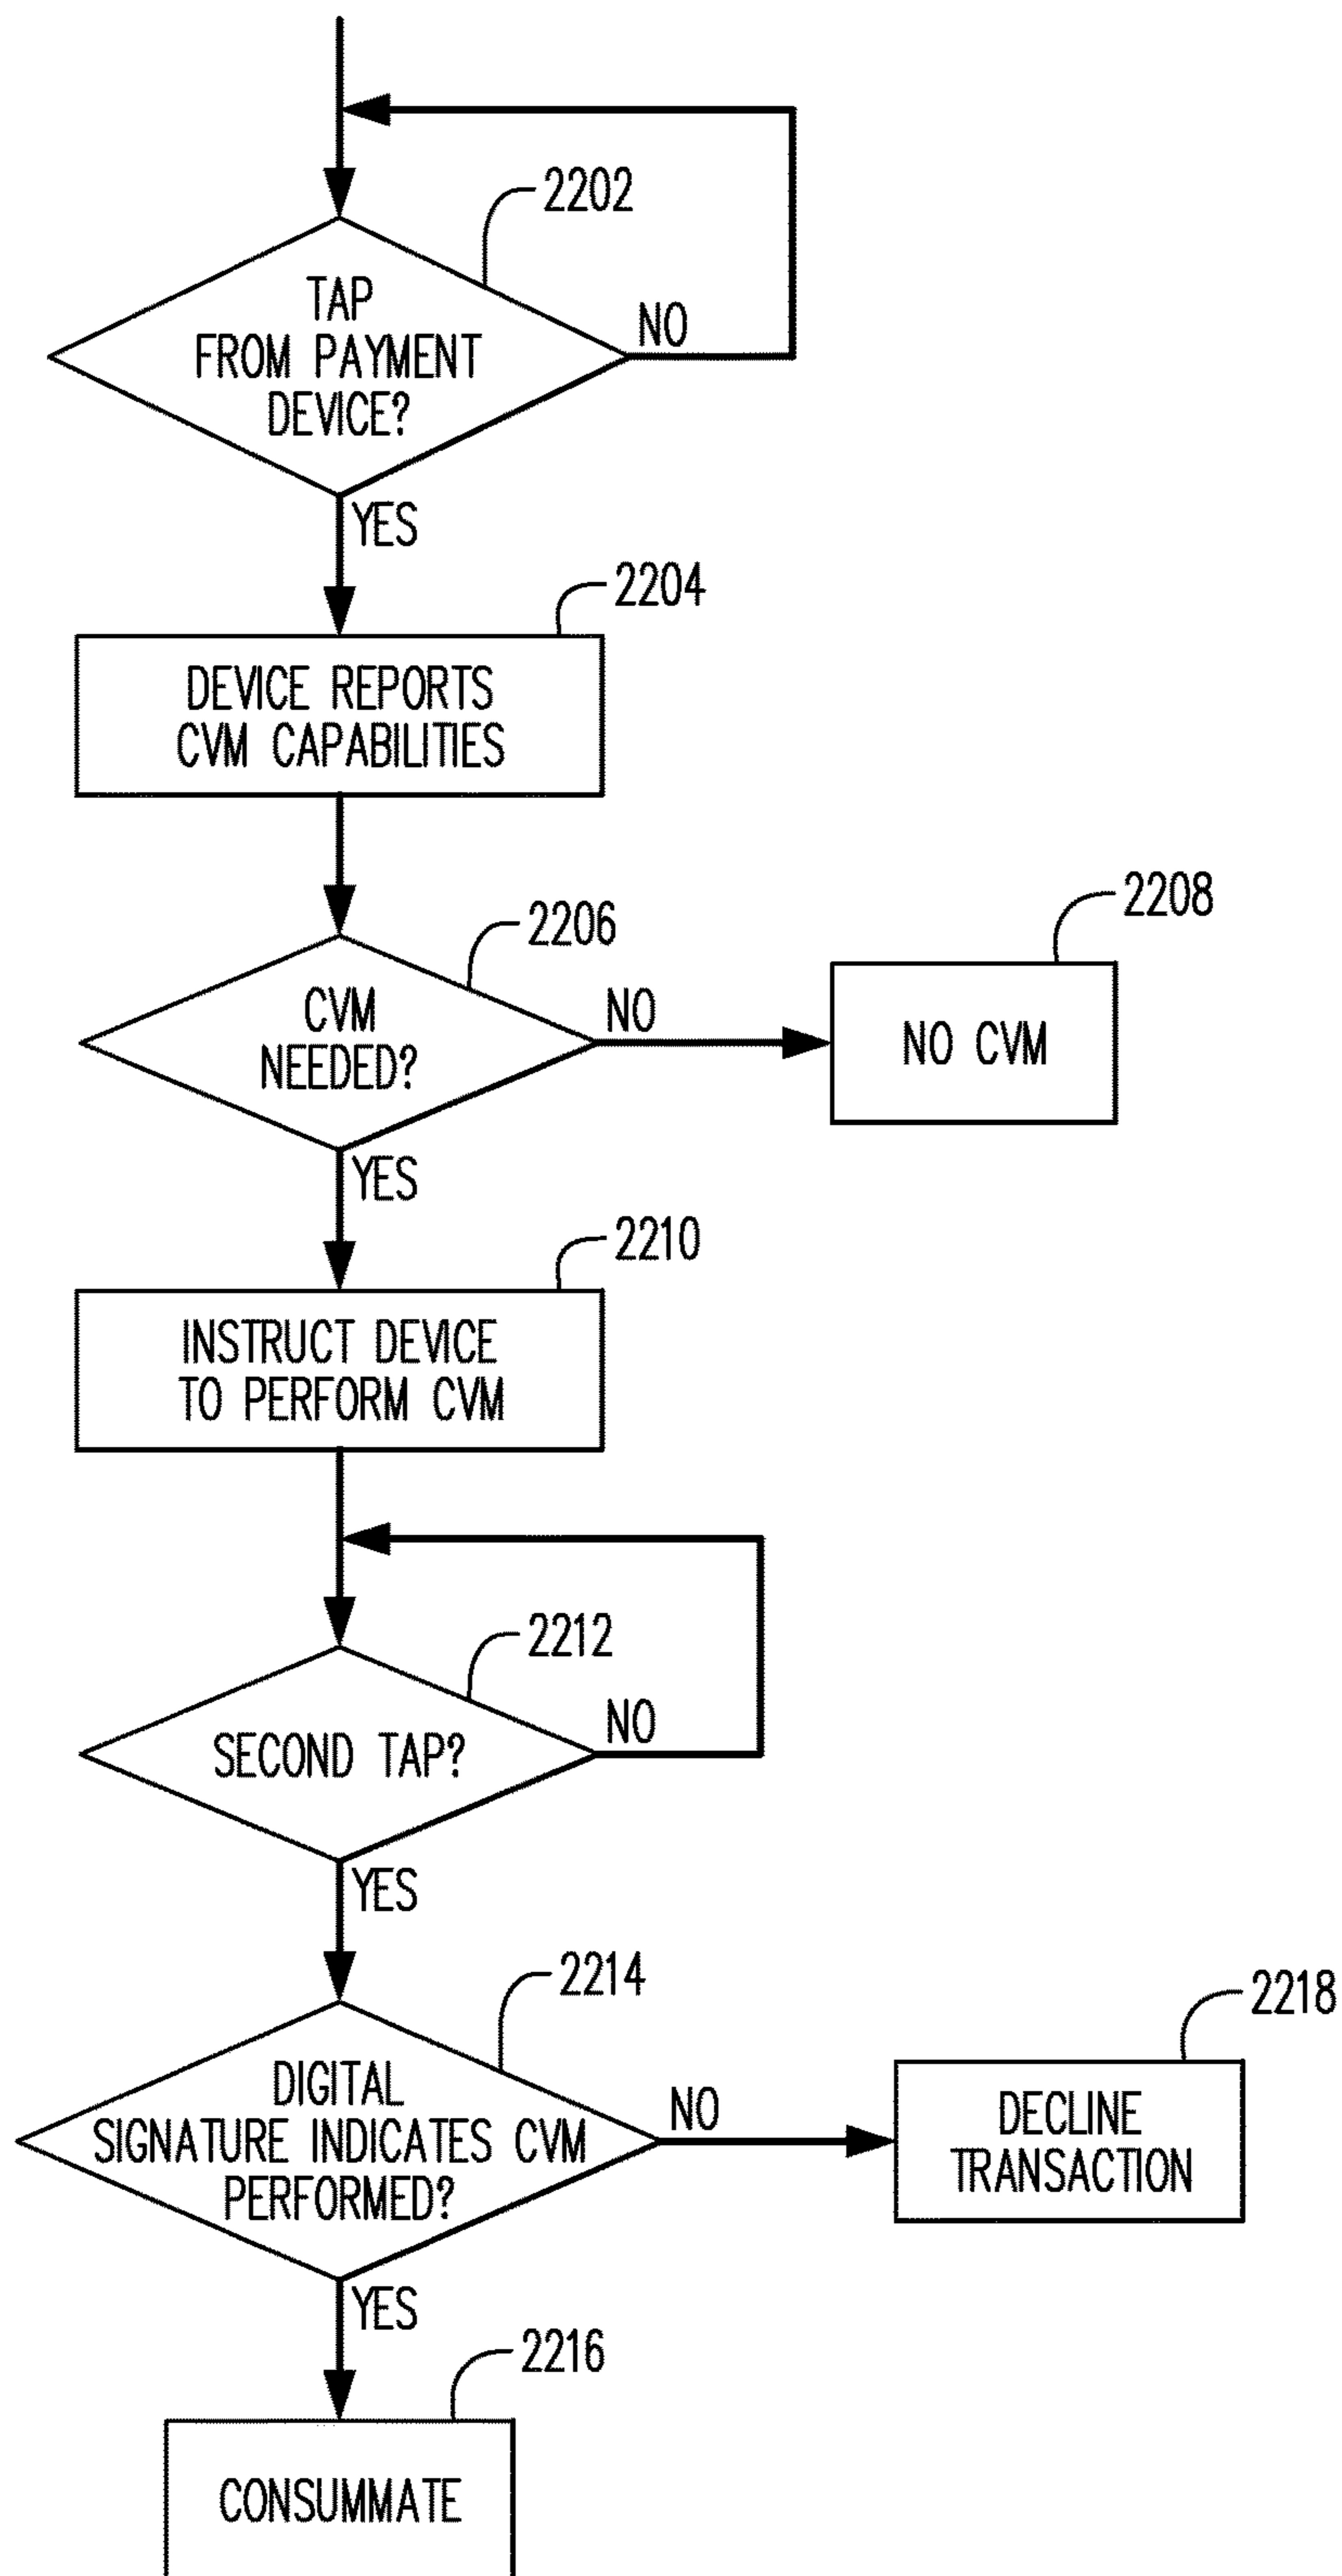 2202
TAP
FROM PAYMENT
DEVICE?
NO
YES
2204
DEVICE REPORTS
CVM CAPABILITIES
2206
CVM
NEEDED?
NO
2208
NO CVM
YES
2210
INSTRUCT DEVICE
TO PERFORM CVM
2212
SECOND TAP?
NO
YES
2214
DIGITAL
SIGNATURE INDICATES CVM
PERFORMED?
NO
2218
DECLINE
TRANSACTION
YES
2216
CONSUMMATE